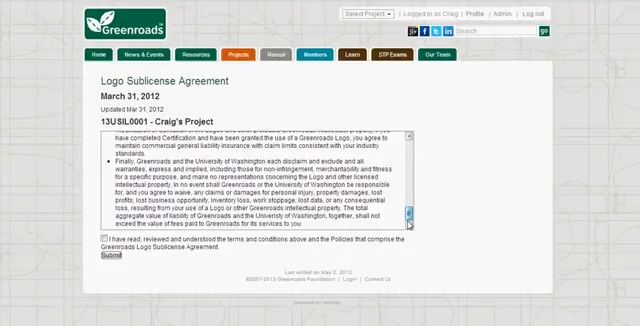 Greenroads
Select Project | Logged in as Craig | Profile | Admin | Log out
Search go
Home News & Events Resources Projects Manual Members Learn STP Exams Our Team
Logo Sublicense Agreement
March 31, 2012
Updated Mar 31, 2012
13USIL0001 - Craig's Project
have completed Certification and have been granted the use of a Greenroads Logo, you agree to
maintain commercial general liability insurance with claim limits consistent with your industry
standards.
Finally, Greenroads and the University of Washington each disclaim and exclude and all
warranties, express and implied, including those for non-infringement, merchantability and fitness
for a specific purpose, and make no representations concerning the Logo and other licensed
intellectual property. In no event shall Greenroads or the University of Washington be responsible
for, and you agree to waive, any claims or damages for personal injury, property damages, lost
profits, lost business opportunity, inventory loss, work stoppage, lost data, or any consequential
loss, resulting from your use of a Logo or other Greenroads intellectual property. The total
aggregate value of liability of Greenroads and the Univeristy of Washington, together, shall not
exceed the value of fees paid to Greenroads for its services to you.
I have read, reviewed and understood the terms and conditions above and the Policies that comprise the
Greenroads Logo Sublicense Agreement.
Submit
Last edited on May 2, 2012
©2007-2013 Greenroads Foundation | Login | Contact Us